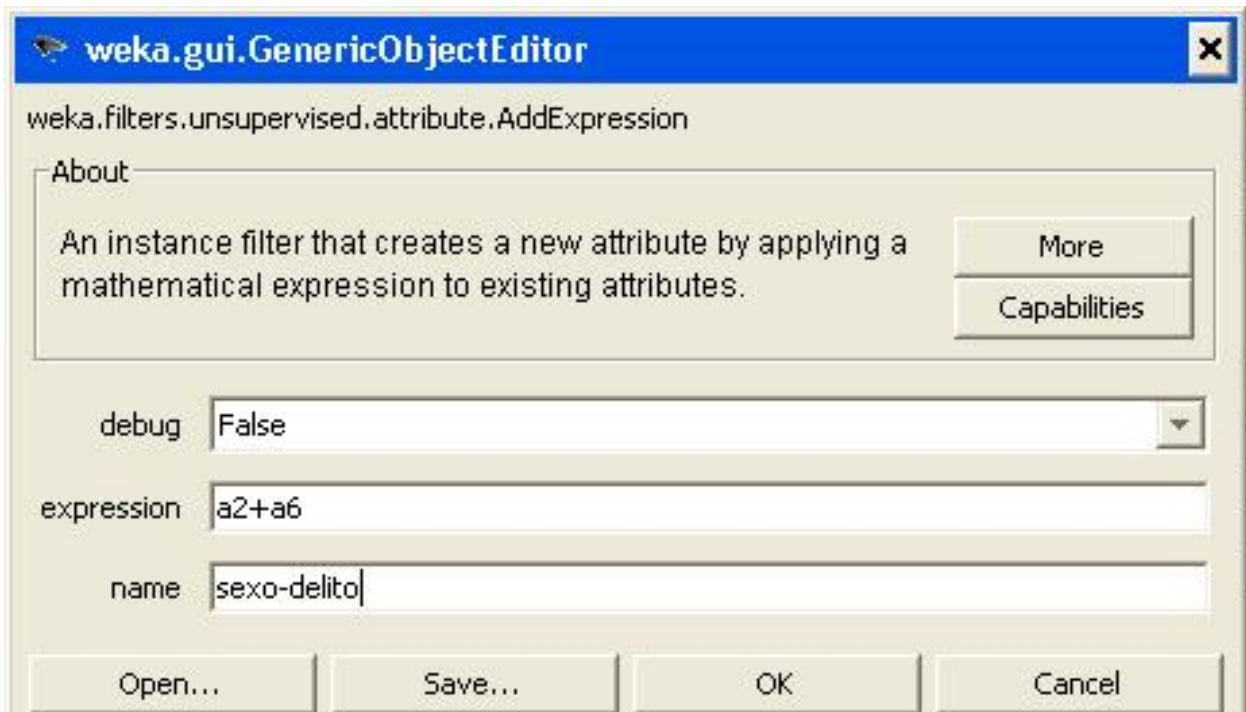 weka.gui.GenericObjectEditor
weka.filters.unsupervised.attribute.AddExpression
About
An instance filter that creates a new attribute by applying a
mathematical expression to existing attributes.
More
Capabilities
debug False
expression a2+a6
name sexo-delito
Open... Save... OK Cancel